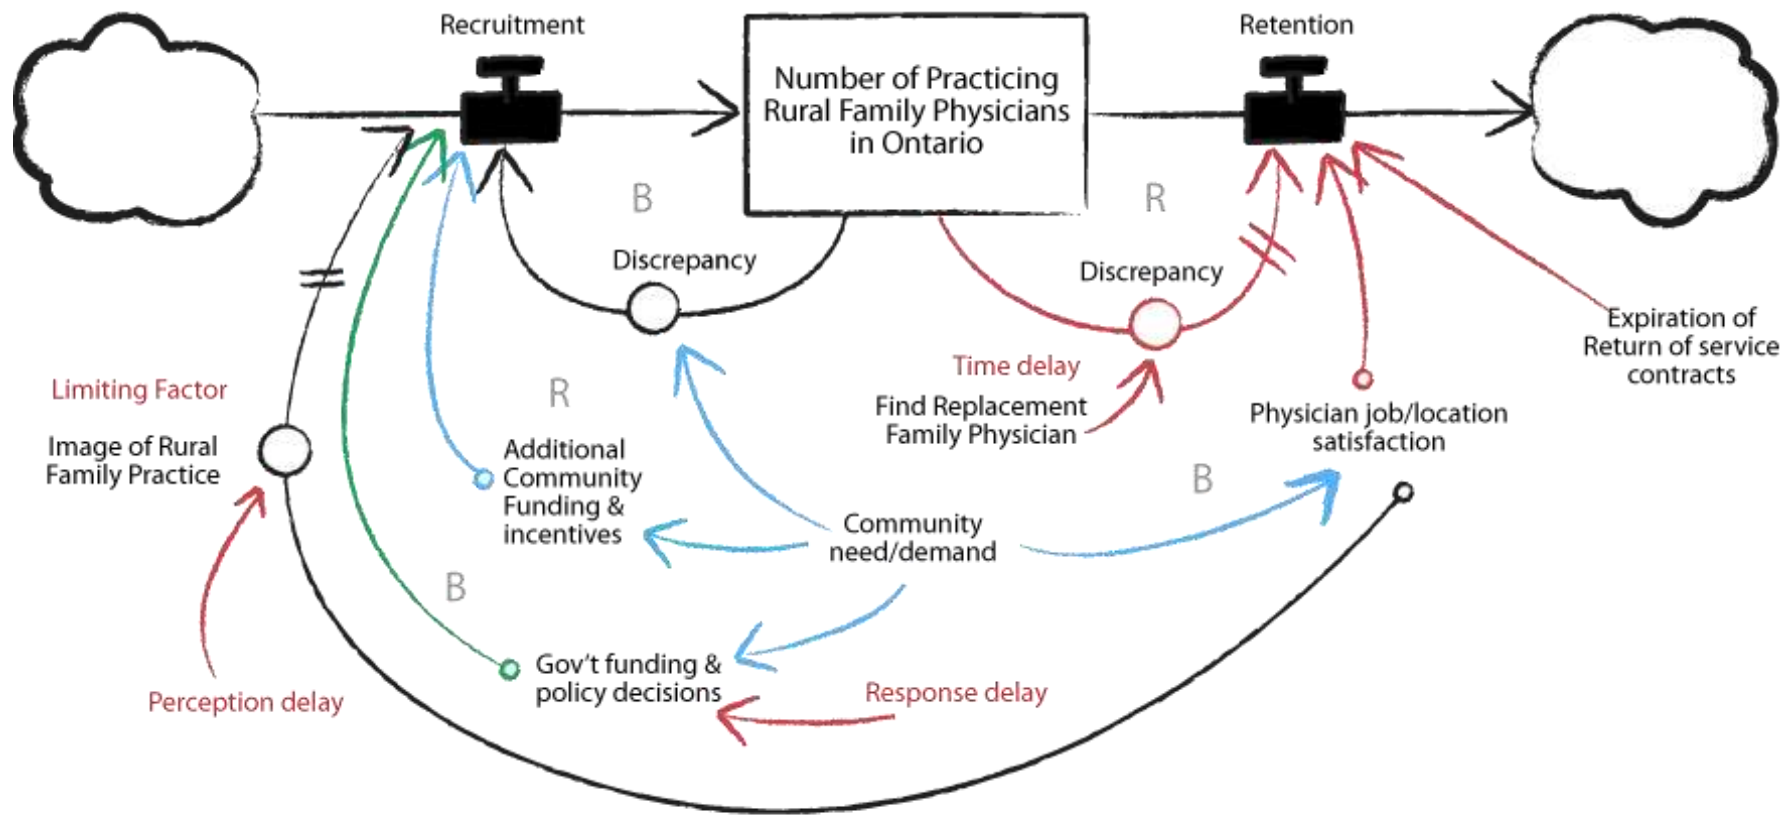 Recruitment
Retention
Number of Practicing
Rural Family Physicians
in Ontario
B
R
Discrepancy
Discrepancy
Expiration of
Return of service
contracts
Time delay
Find Replacement
Family Physician
Limiting Factor
Image of Rural
Family Practice
R
Additional
Community
Funding &
incentives
Physician job/location
satisfaction
B
Community
need/demand
B
Gov't funding &
policy decisions
Response delay
Perception delay